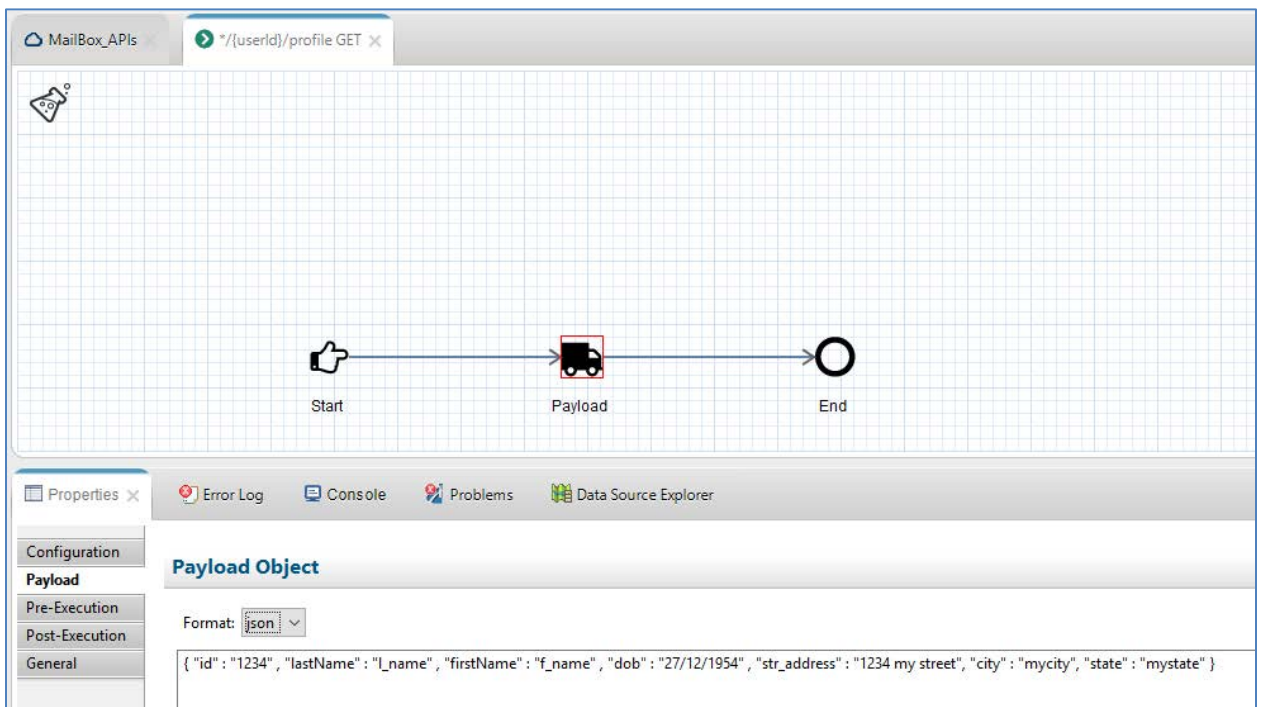 MailBox_APIs
*/{userId}/profile GET
Start
Payload
End
Properties
Error Log
Console
Problems
Data Source Explorer
Configuration
Payload
Pre-Execution
Post-Execution
General
Payload Object
Format: json
{ "id" : "1234" , "lastName" : "l_name" , "firstName" : "f_name" , "dob" : "27/12/1954" , "str_address" : "1234 my street", "city" : "mycity", "state" : "mystate" }